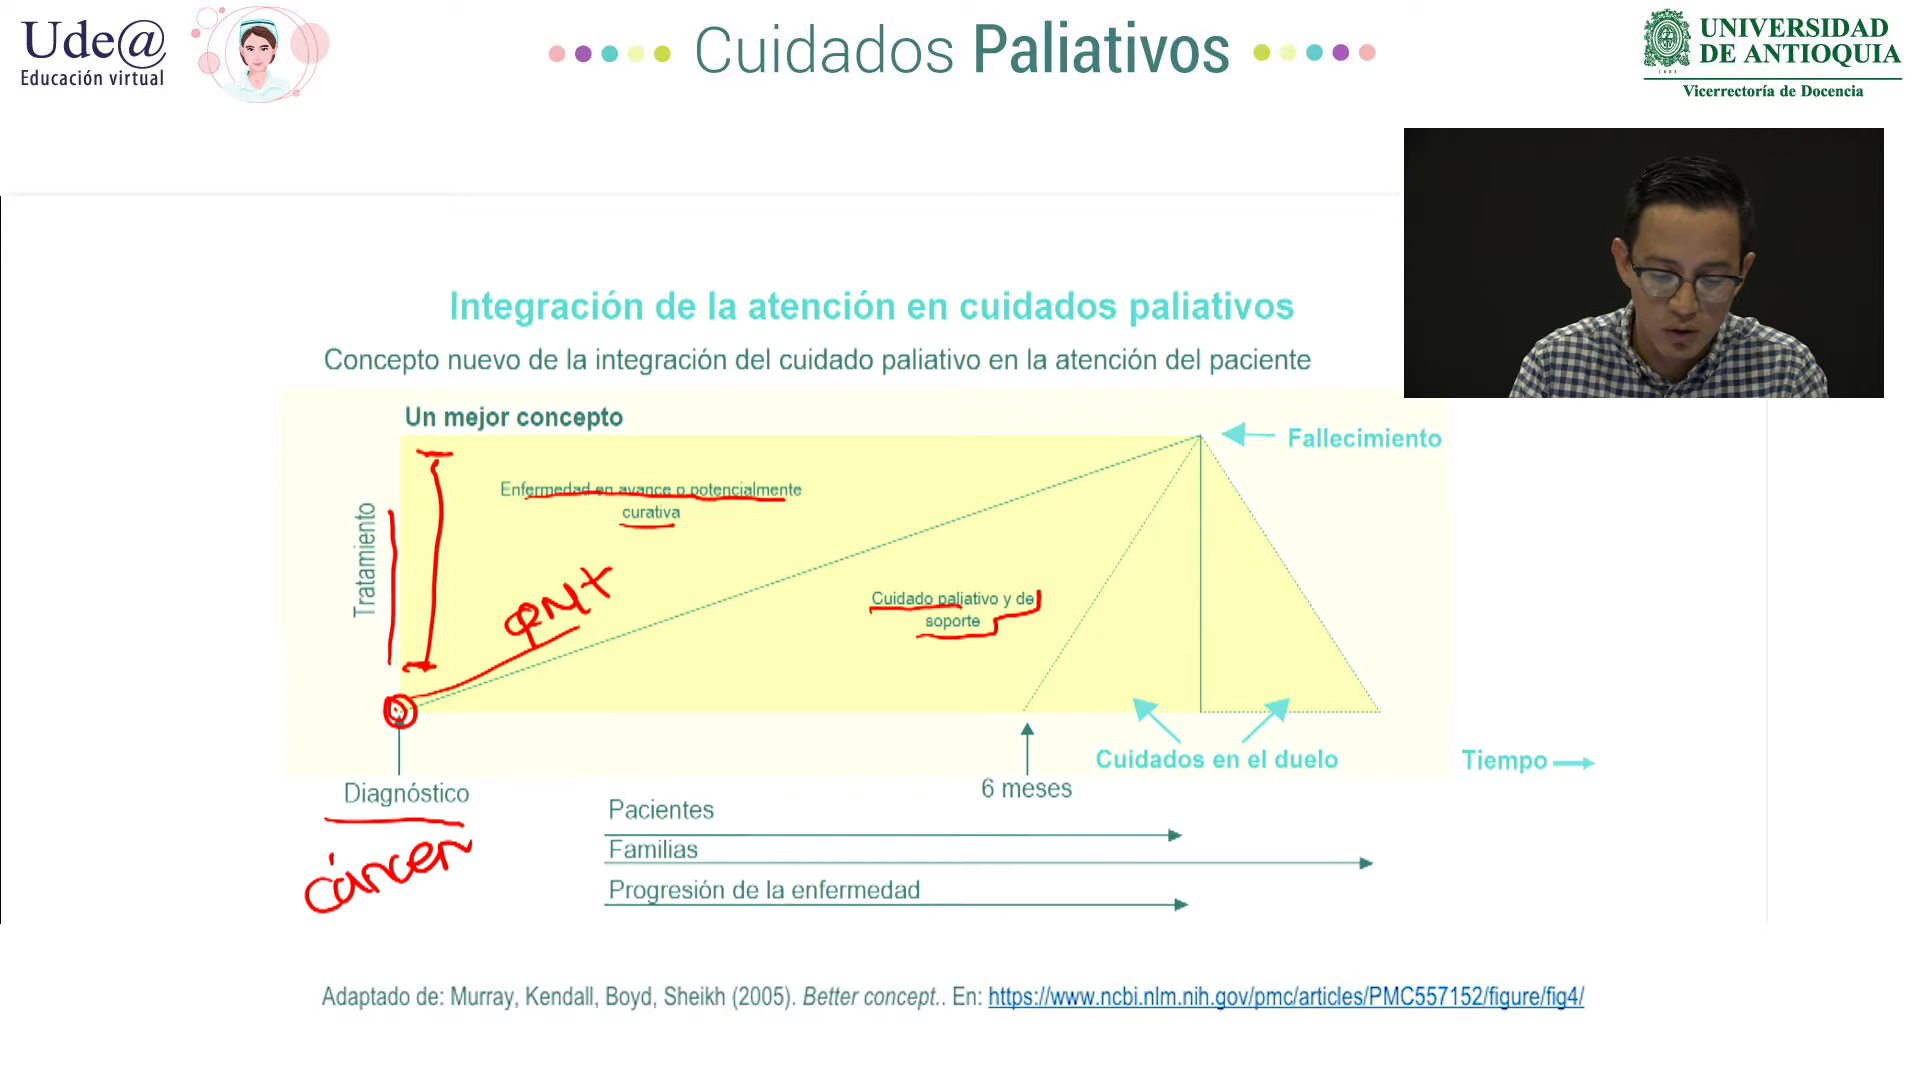 Ude@
Educación virtual
Cuidados Paliativos
UNIVERSIDAD
DE ANTIOQUIA
1803
Vicerrectoría de Docencia
Integración de la atención en cuidados paliativos
Concepto nuevo de la integración del cuidado paliativo en la atención del paciente
Un mejor concepto
Fallecimiento
Enfermedad en avance o potencialmente
curativa
Tratamiento
Cuidado paliativo y de
soporte
Cuidados en el duelo
Tiempo
Diagnóstico
6 meses
cáncer
Pacientes
Familias
Progresión de la enfermedad
Adaptado de: Murray, Kendall, Boyd, Sheikh (2005). Better concept.. En: https://www.ncbi.nlm.nih.gov/pmc/articles/PMC557152/figure/fig4/